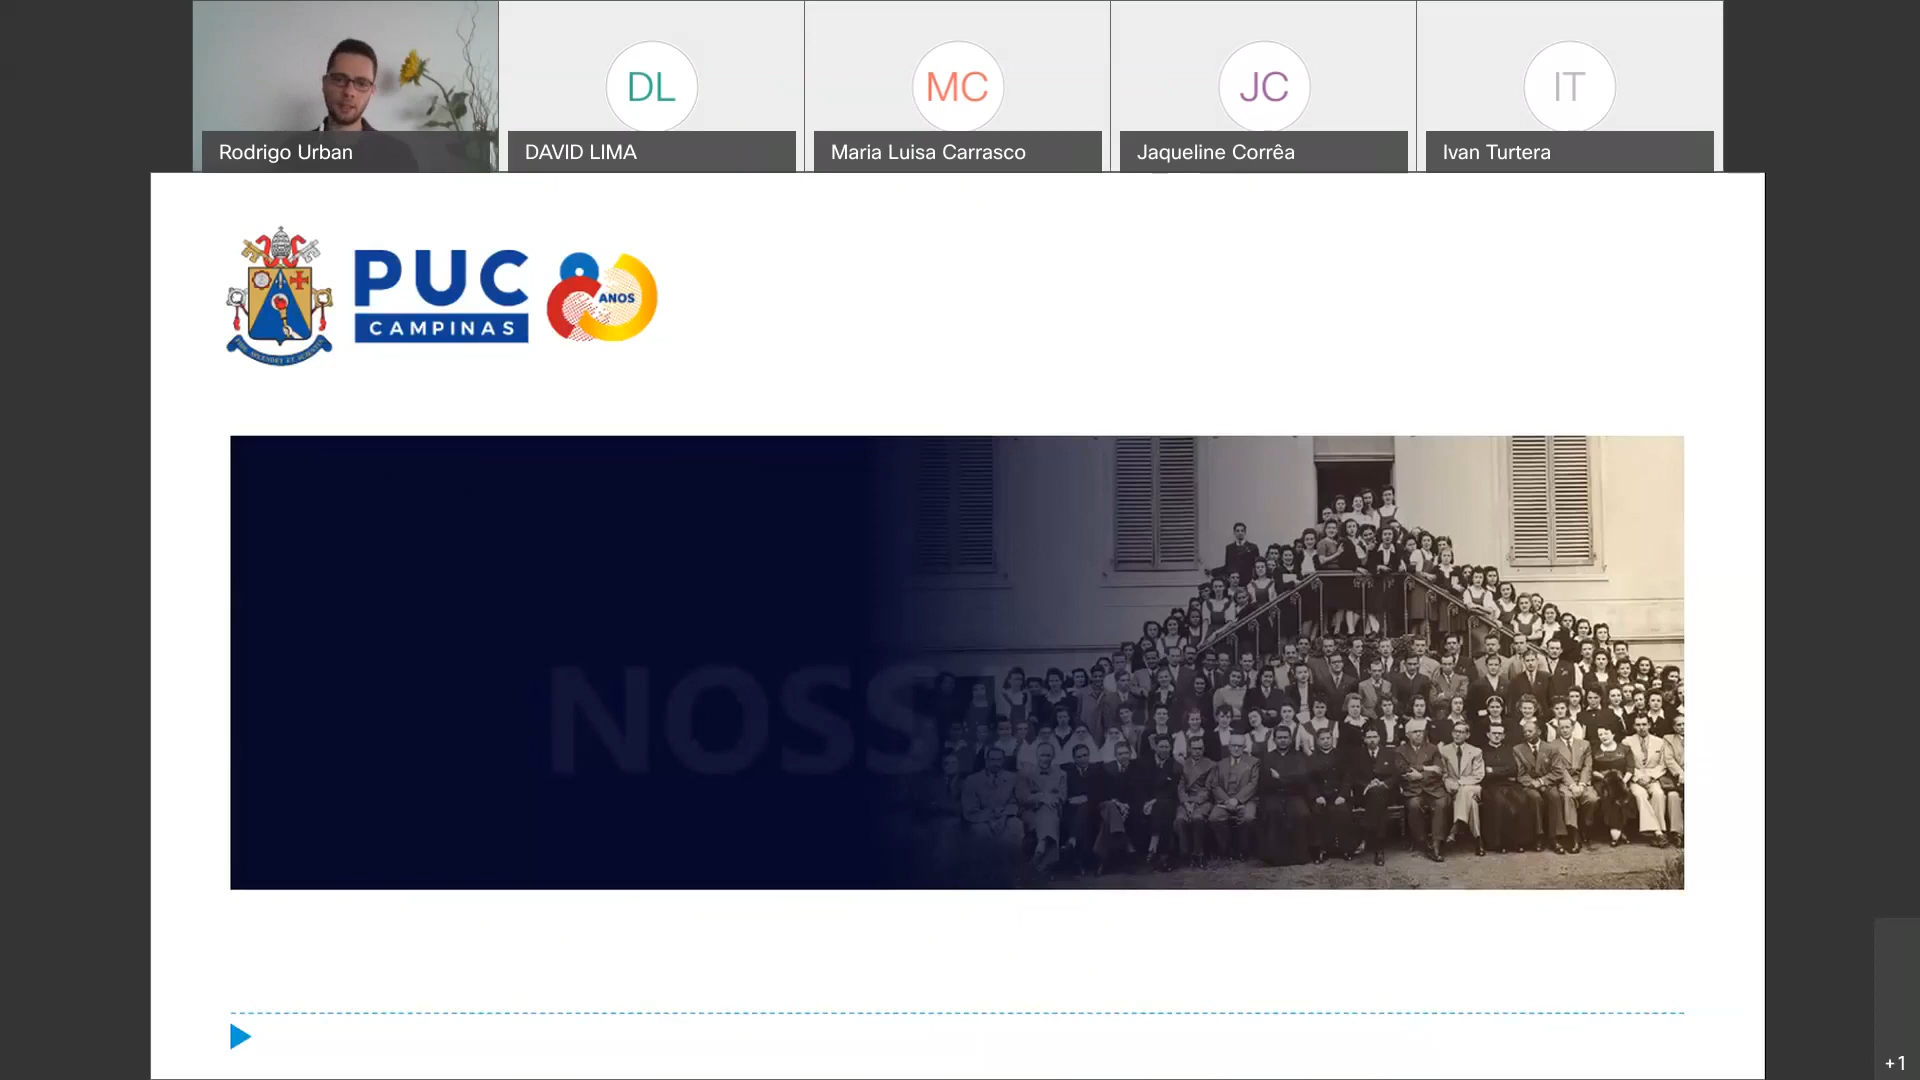 DL
MC
JC
IT
Rodrigo Urban
DAVID LIMA
Maria Luisa Carrasco
Jaqueline Corrêa
Ivan Turtera
PUC
CAMPINAS
80
ANOS
NOSS
+1